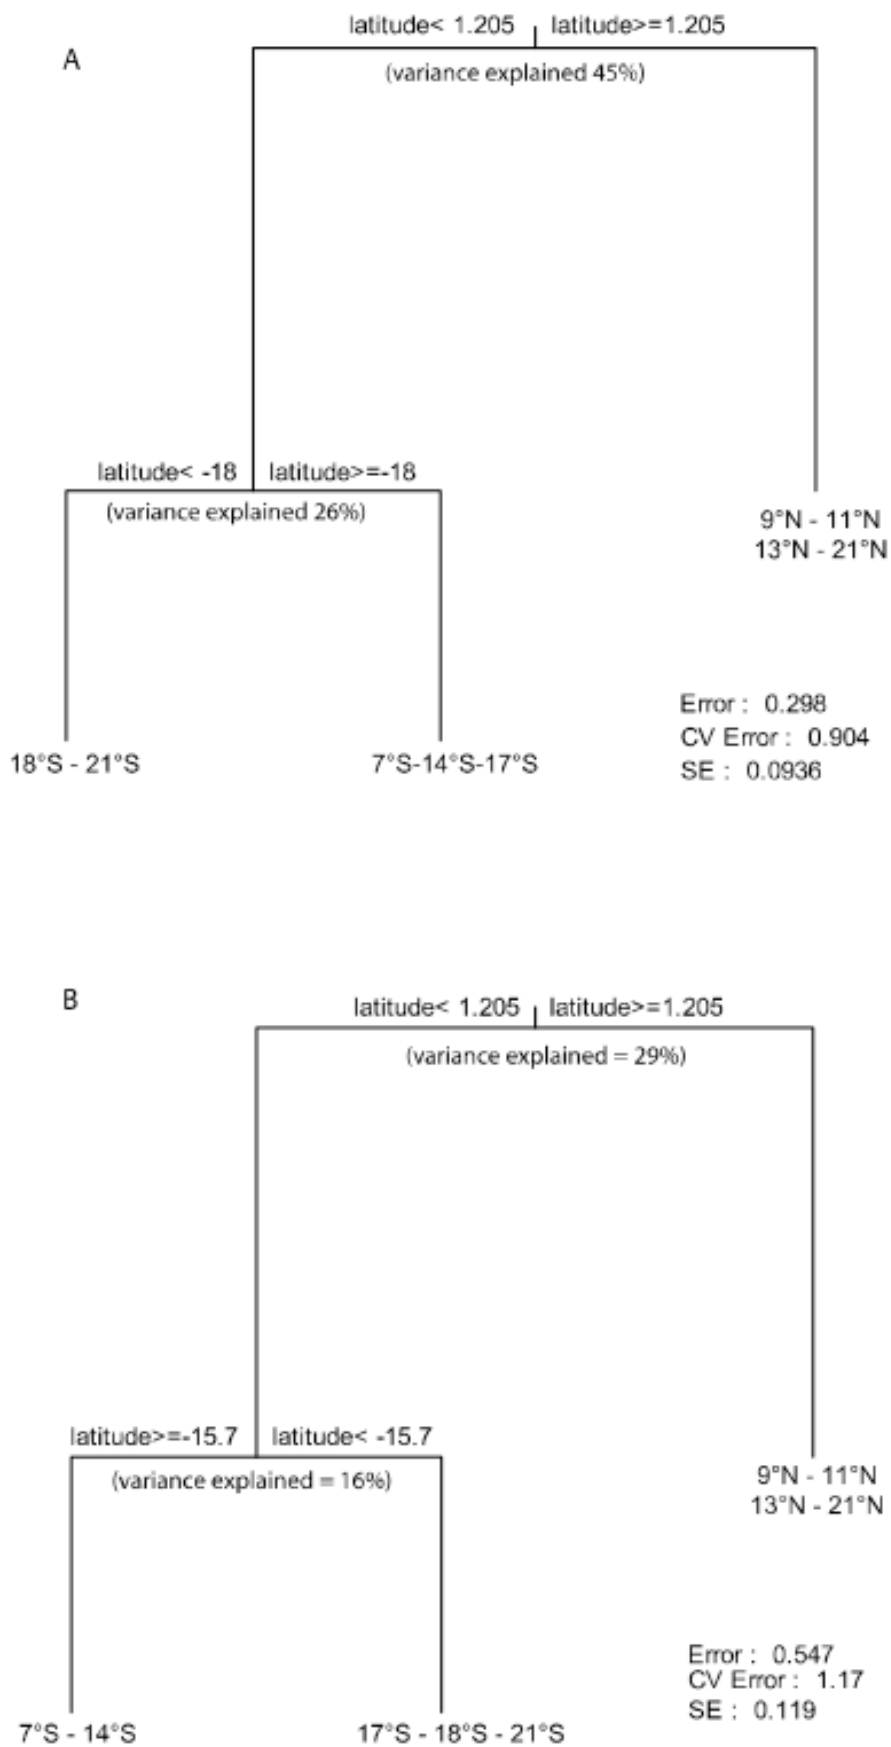 A
latitude< 1.205 latitude>=1.205
(variance explained 45%)
latitude< -18 latitude>=-18
(variance explained 26%)
9°N - 11°N
13°N - 21°N
18°S - 21°S
7°S-14°S-17°S
Error : 0.298
CV Error : 0.904
SE : 0.0936
B
latitude< 1.205 latitude>=1.205
(variance explained = 29%)
latitude>=-15.7 latitude< -15.7
(variance explained = 16%)
9°N - 11°N
13°N - 21°N
7°S - 14°S
17°S - 18°S - 21°S
Error : 0.547
CV Error : 1.17
SE : 0.119